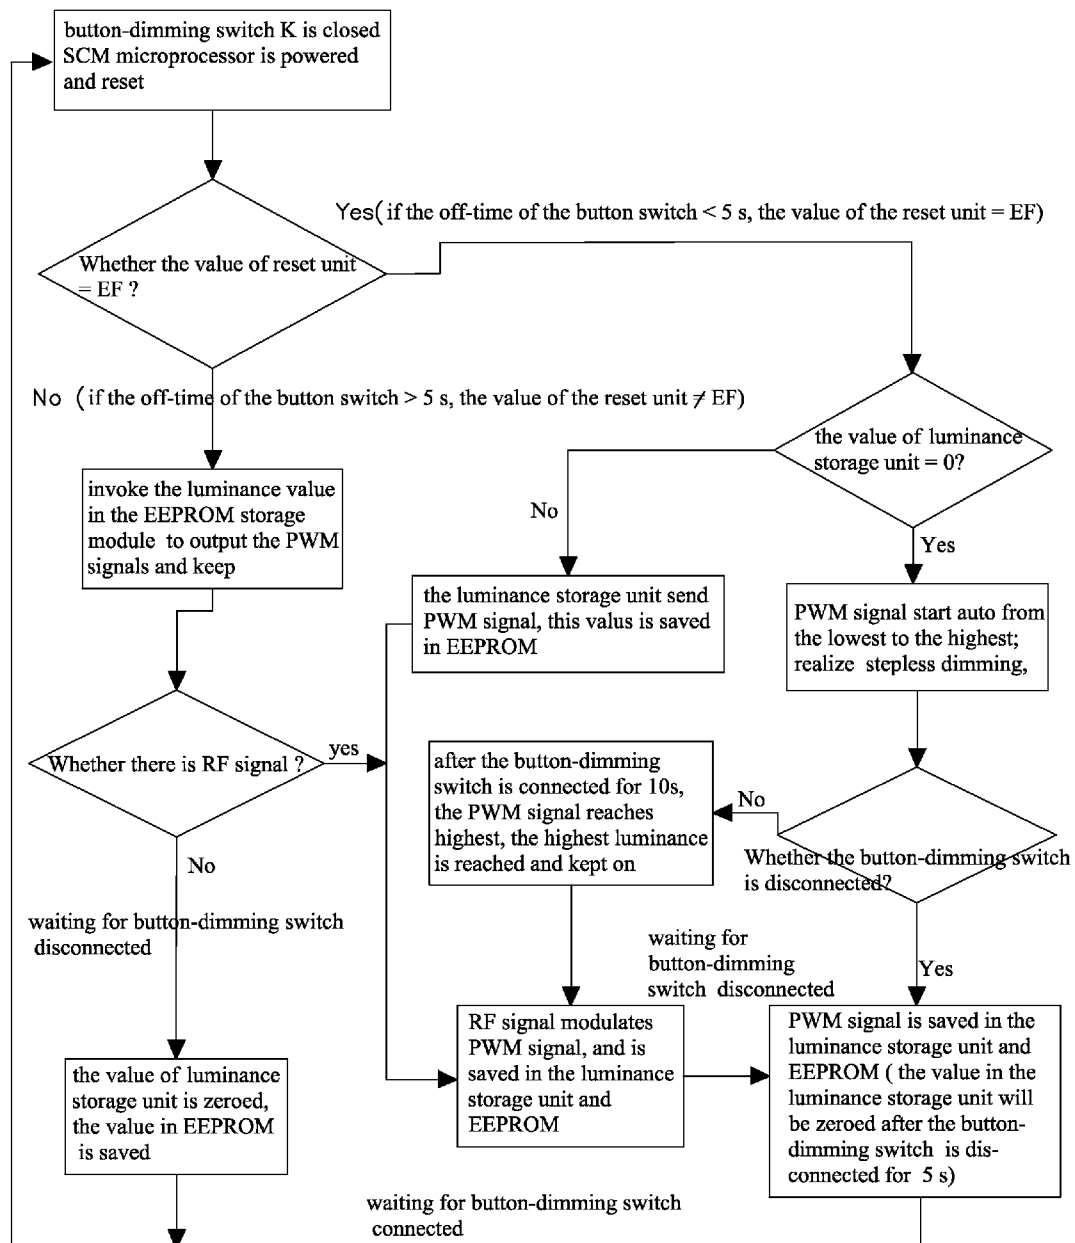 button-dimming switch K is closed
SCM microprocessor is powered
and reset
Yes(if the off-time of the button switch < 5 s, the value of the reset unit = EF)
Whether the value of reset unit
= EF ?
No (if the off-time of the button switch > 5 s, the value of the reset unit ≠ EF)
the value of luminance
storage unit = 0?
invoke the luminance value
in the EEPROM storage
module to output the PWM
signals and keep
No
Yes
the luminance storage unit send
PWM signal, this valus is saved
in EEPROM
PWM signal start auto from
the lowest to the highest;
realize stepless dimming,
Whether there is RF signal ?
yes
after the button-dimming
switch is connected for 10s,
the PWM signal reaches
highest, the highest luminance
is reached and kept on
No
Whether the button-dimming switch
is disconnected?
No
waiting for button-dimming switch
disconnected
waiting for
button-dimming
switch disconnected
Yes
RF signal modulates
PWM signal, and is
saved in the luminance
storage unit and
EEPROM
PWM signal is saved in the
luminance storage unit and
EEPROM ( the value in the
luminance storage unit will
be zeroed after the button-
dimming switch is dis-
connected for 5 s)
the value of luminance
storage unit is zeroed,
the value in EEPROM
is saved
waiting for button-dimming switch
connected